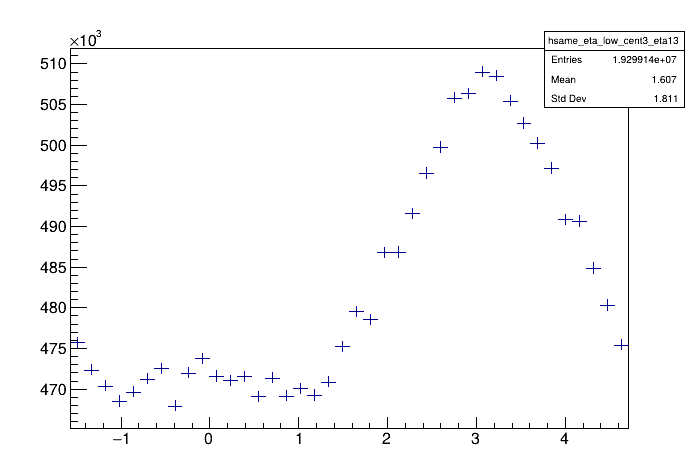 ×10³
hsame_eta_low_cent3_eta13
Entries 1.929914e+07
Mean 1.607
Std Dev 1.811
510
505
500
495
490
485
480
475
470
−1 0 1 2 3 4